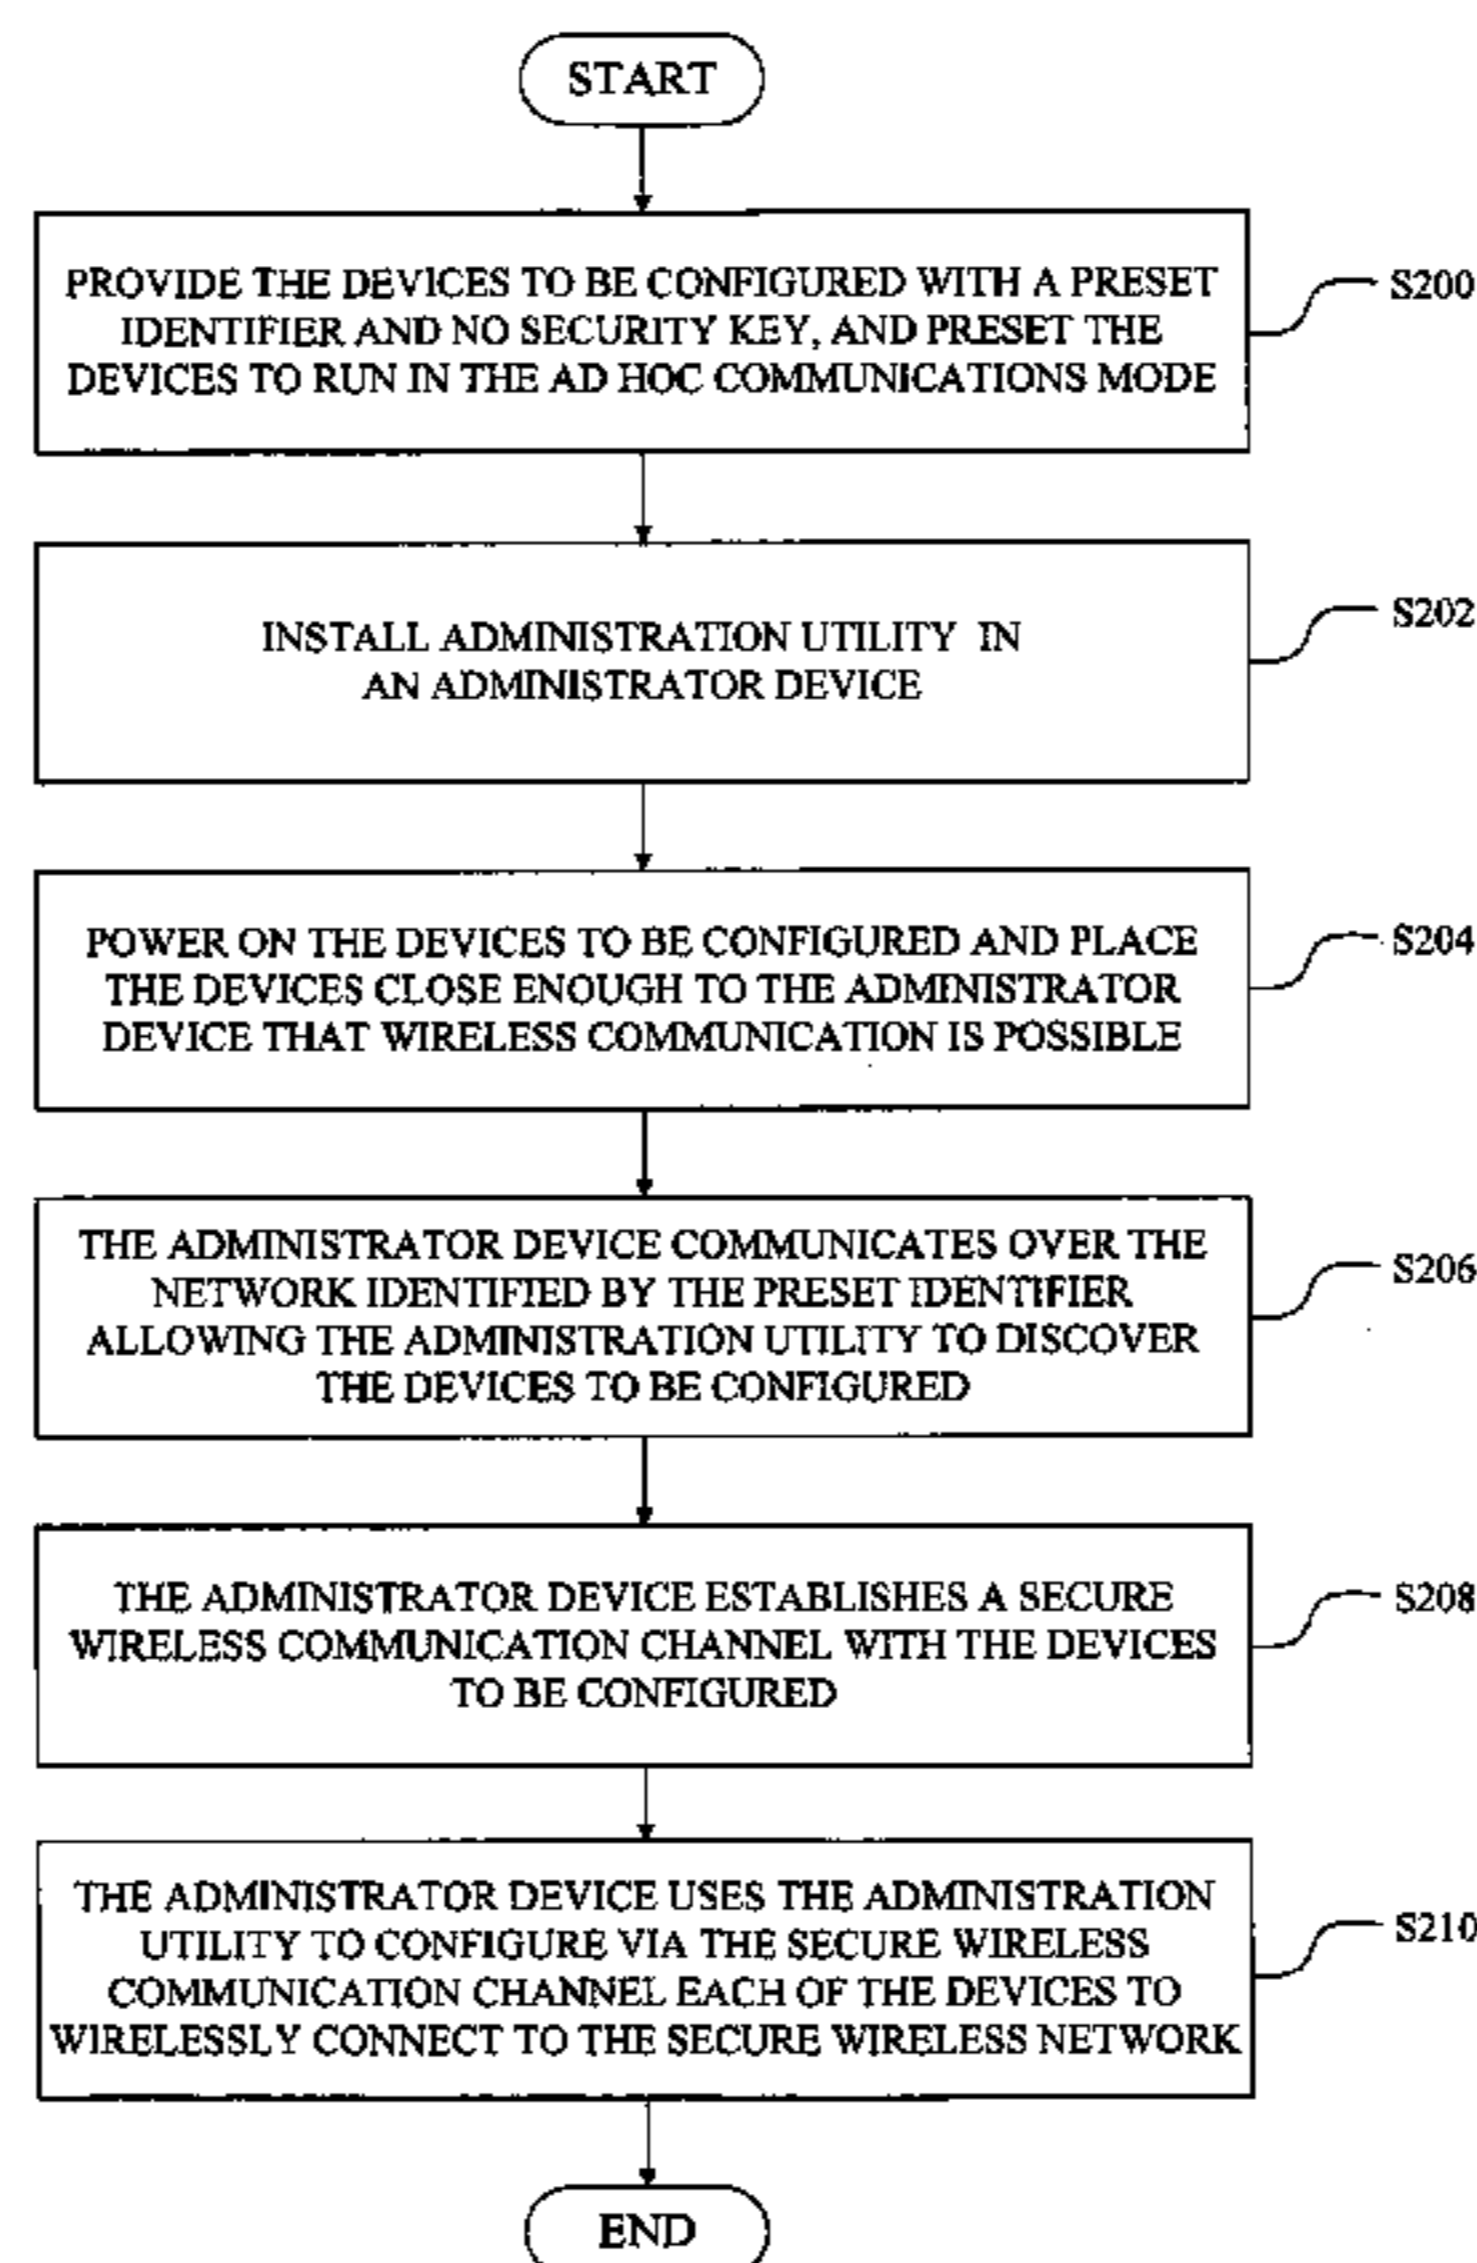 START
PROVIDE THE DEVICES TO BE CONFIGURED WITH A PRESET
IDENTIFIER AND NO SECURITY KEY, AND PRESET THE
DEVICES TO RUN IN THE AD HOC COMMUNICATIONS MODE
S200
INSTALL ADMINISTRATION UTILITY IN
AN ADMINISTRATOR DEVICE
S202
POWER ON THE DEVICES TO BE CONFIGURED AND PLACE
THE DEVICES CLOSE ENOUGH TO THE ADMINISTRATOR
DEVICE THAT WIRELESS COMMUNICATION IS POSSIBLE
S204
THE ADMINISTRATOR DEVICE COMMUNICATES OVER THE
NETWORK IDENTIFIED BY THE PRESET IDENTIFIER
ALLOWING THE ADMINISTRATION UTILITY TO DISCOVER
THE DEVICES TO BE CONFIGURED
S206
THE ADMINISTRATOR DEVICE ESTABLISHES A SECURE
WIRELESS COMMUNICATION CHANNEL WITH THE DEVICES
TO BE CONFIGURED
S208
THE ADMINISTRATOR DEVICE USES THE ADMINISTRATION
UTILITY TO CONFIGURE VIA THE SECURE WIRELESS
COMMUNICATION CHANNEL EACH OF THE DEVICES TO
WIRELESSLY CONNECT TO THE SECURE WIRELESS NETWORK
S210
END